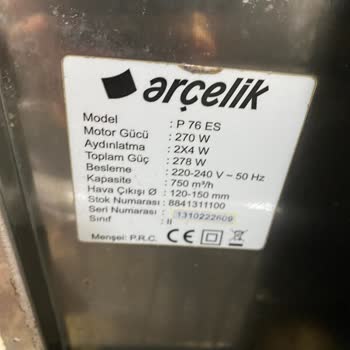 arçelik
Model : P 76 ES
Motor Gücü : 270 W
Aydınlatma : 2X4 W
Toplam Güç : 278 W
Besleme : 220-240 V ~ 50 Hz
Kapasite : 750 m³/h
Hava Çıkışı Ø : 120-150 mm
Stok Numarası : 8841311100
Seri Numarası : 1310222609
Sınıf : II
Menşei: P.R.C. CE